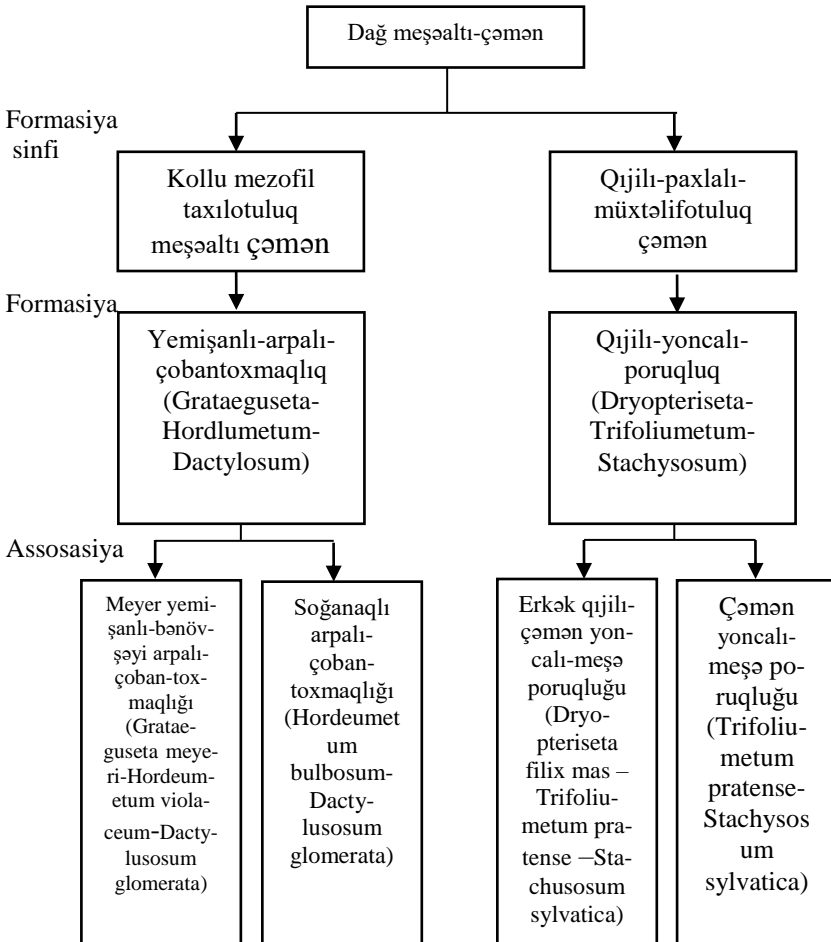 Dağ meşəaltı-çəmən
Formasiya
sinfi
Kollu mezofil
taxılotuluq
meşəaltı çəmən
Qıjilı-paxlalı-
müxtəlifotuluq
çəmən
Formasiya
Yemişanlı-arpalı-
çobantoxmaqlıq
(Grataeguseta-
Hordlumetum-
Dactylosum)
Qıjilı-yoncalı-
poruqluq
(Dryopteriseta-
Trifoliumetum-
Stachysosum)
Assosasiya
Meyer yemi-
şanlı-bənöv-
şəyi arpalı-
çoban-tox-
maqlığı
(Gratae-
guseta meye-
ri-Hordeum-
etum viola-
ceum-Dacty-
lusosum
glomerata)
Soğanaqlı
arpalı-
çoban-
toxmaqlığı
(Hordeumet
um
bulbosum-
Dacty-
lusosum
glomerata)
Erkək qıjilı-
çəmən yon-
calı-meşə
poruqluğu
(Dryo-
pteriseta
filix mas –
Trifoliu-
metum pra-
tense –Sta-
chusosum
sylvatica)
Çəmən
yoncalı-
meşə po-
ruqluğu
(Trifoliu-
metum
pratense-
Stachysos
um
sylvatica)